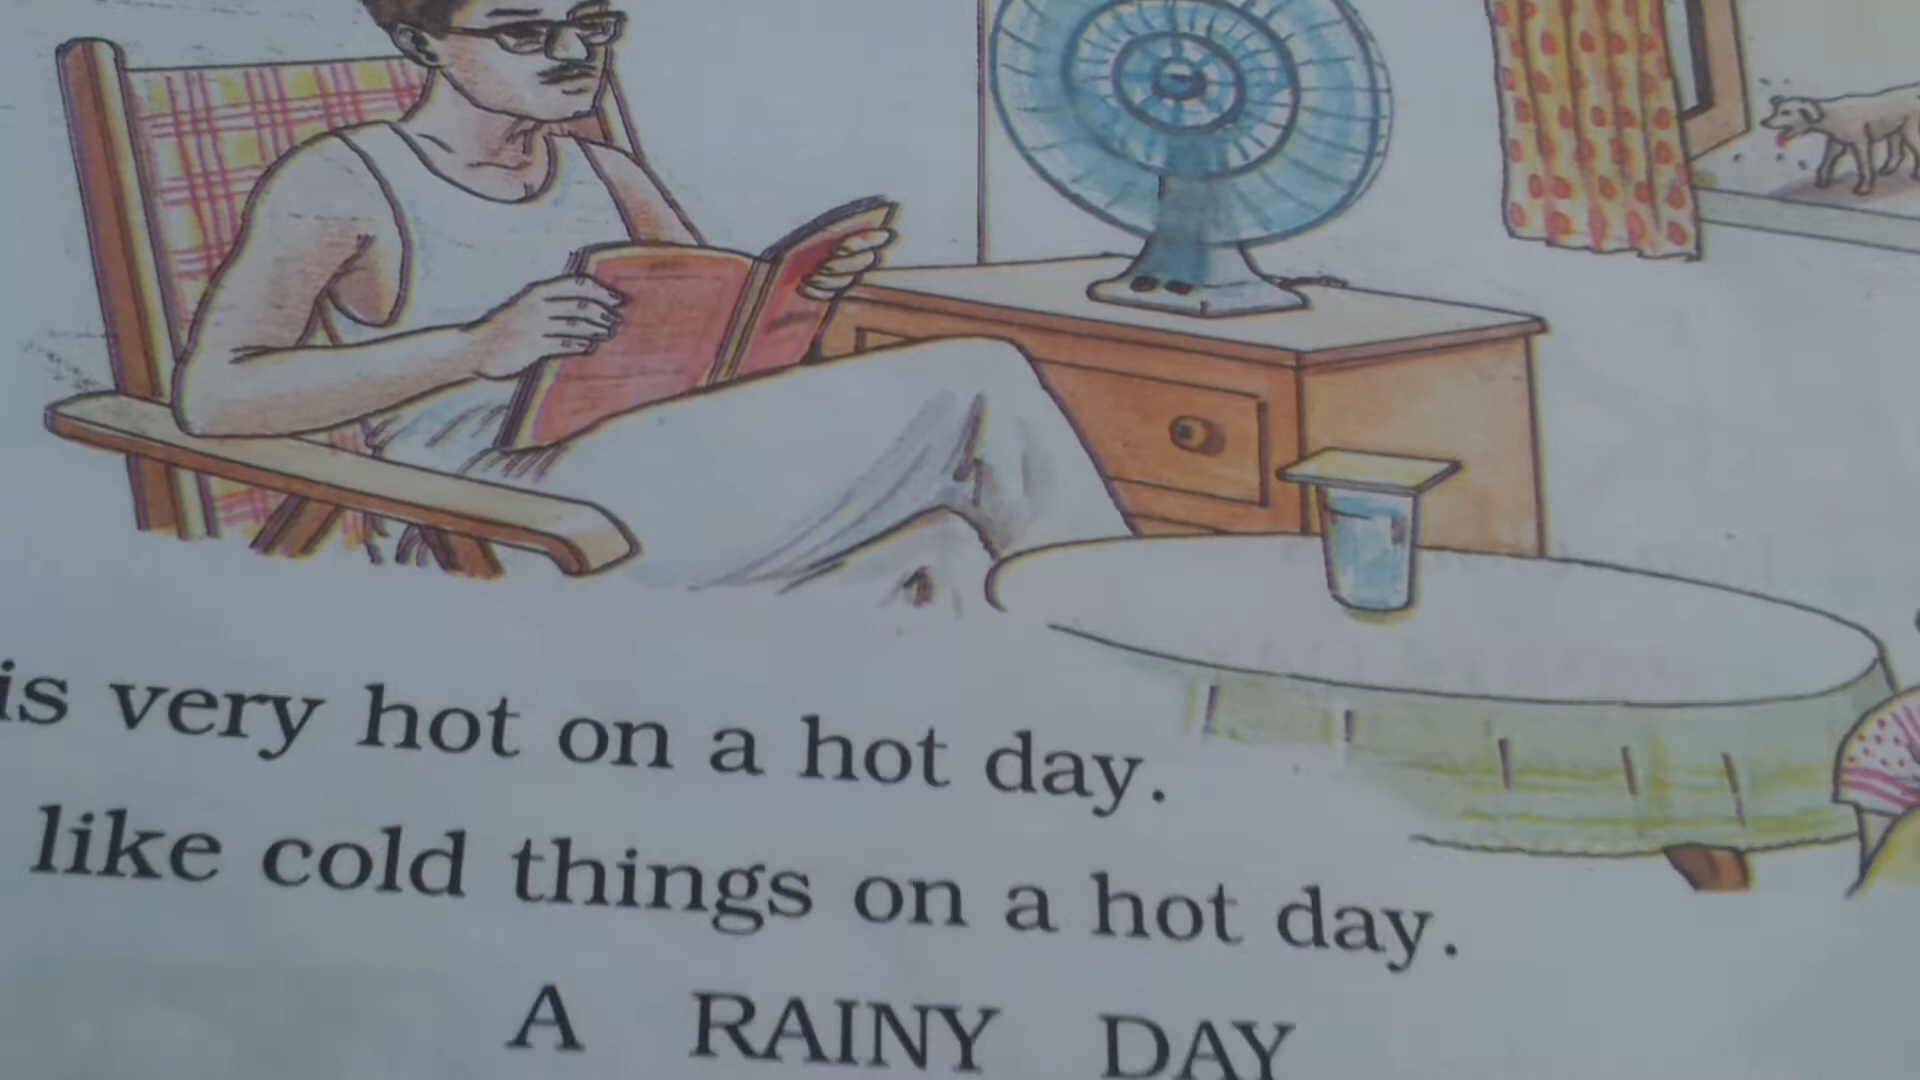 is very hot on a hot day.
like cold things on a hot day.
A RAINY DAY